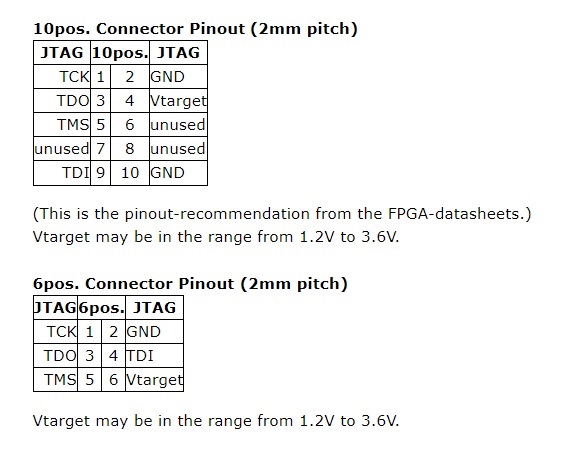 10pos. Connector Pinout (2mm pitch)
JTAG 10pos. JTAG
TCK 1 2 GND
TDO 3 4 Vtarget
TMS 5 6 unused
unused 7 8 unused
TDI 9 10 GND
(This is the pinout-recommendation from the FPGA-datasheets.)
Vtarget may be in the range from 1.2V to 3.6V.
6pos. Connector Pinout (2mm pitch)
JTAG 6pos. JTAG
TCK 1 2 GND
TDO 3 4 TDI
TMS 5 6 Vtarget
Vtarget may be in the range from 1.2V to 3.6V.